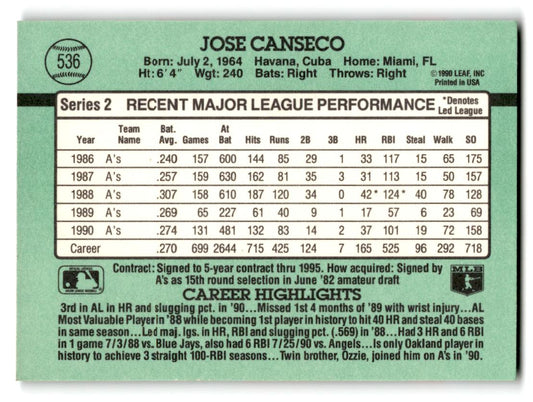 536
JOSE CANSECO
Born: July 2, 1964 Havana, Cuba Home: Miami, FL
Ht: 6'4" Wgt: 240 Bats: Right Throws: Right
©1990 LEAF, INC
Printed in USA
Series 2 RECENT MAJOR LEAGUE PERFORMANCE *Denotes Led League
Year Team Name Bat. Avg. Games At Bat Hits Runs 2B 3B HR RBI Steal Walk SO
1986 A's .240 157 600 144 85 29 1 33 117 15 65 175
1987 A's .257 159 630 162 81 35 3 31 113 15 50 157
1988 A's .307 158 610 187 120 34 0 42* 124* 40 78 128
1989 A's .269 65 227 61 40 9 1 17 57 6 23 69
1990 A's .274 131 481 132 83 14 2 37 101 19 72 158
Career .270 699 2644 715 425 124 7 165 525 96 292 718
Contract: Signed to 5-year contract thru 1995. How acquired: Signed by
A's as 15th round selection in June '82 amateur draft
MLB
CAREER HIGHLIGHTS
3rd in AL in HR and slugging pct. in '90...Missed 1st 4 months of '89 with wrist injury...AL
Most Valuable Player in '88 while becoming 1st player in history to hit 40 HR and steal 40 bases
in same season...Led maj. lgs. in HR, RBI and slugging pct. (.569) in '88...Had 3 HR and 6 RBI
in 1 game 7/3/88 vs. Blue Jays, also had 6 RBI 7/25/90 vs. Angels...Is only Oakland player in
history to achieve 3 straight 100-RBI seasons...Twin brother, Ozzie, joined him on A's in '90.